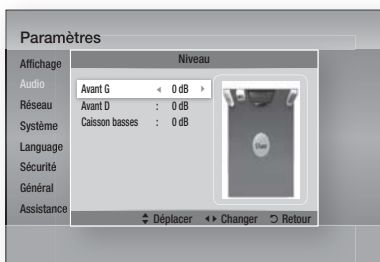 Paramètres
Affichage
Audio
Réseau
Système
Language
Sécurité
Général
Assistance
Niveau
Avant G ◄ 0 dB ►
Avant D : 0 dB
Caisson basses : 0 dB
Déplacer Changer Retour